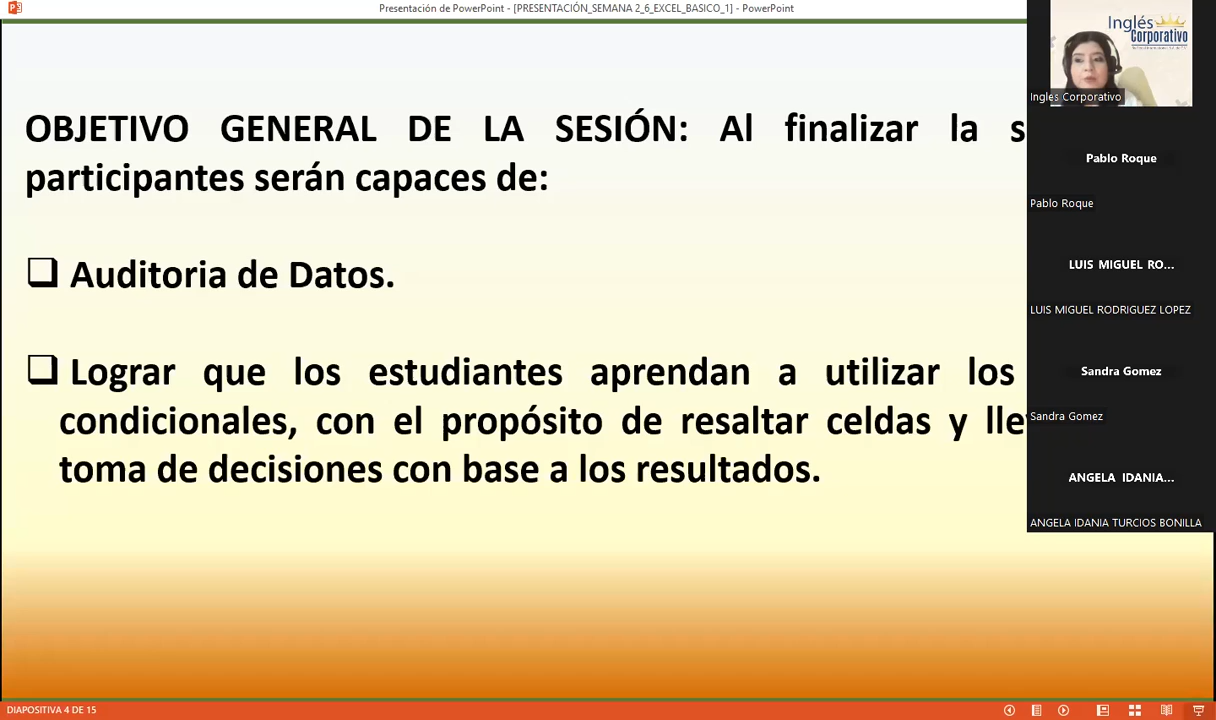 Presentación de PowerPoint - [PRESENTACIÓN_SEMANA 2_6_EXCEL_BASICO_1] - PowerPoint
Inglés
Corporativo
Ingles Corporativo
OBJETIVO GENERAL DE LA SESIÓN: Al finalizar la s
participantes serán capaces de:
Auditoria de Datos.
Lograr que los estudiantes aprendan a utilizar los
condicionales, con el propósito de resaltar celdas y lle
toma de decisiones con base a los resultados.
Pablo Roque
Pablo Roque
LUIS MIGUEL RO...
LUIS MIGUEL RODRIGUEZ LOPEZ
Sandra Gomez
Sandra Gomez
ANGELA IDANIA...
ANGELA IDANIA TURCIOS BONILLA
DIAPOSITIVA 4 DE 15